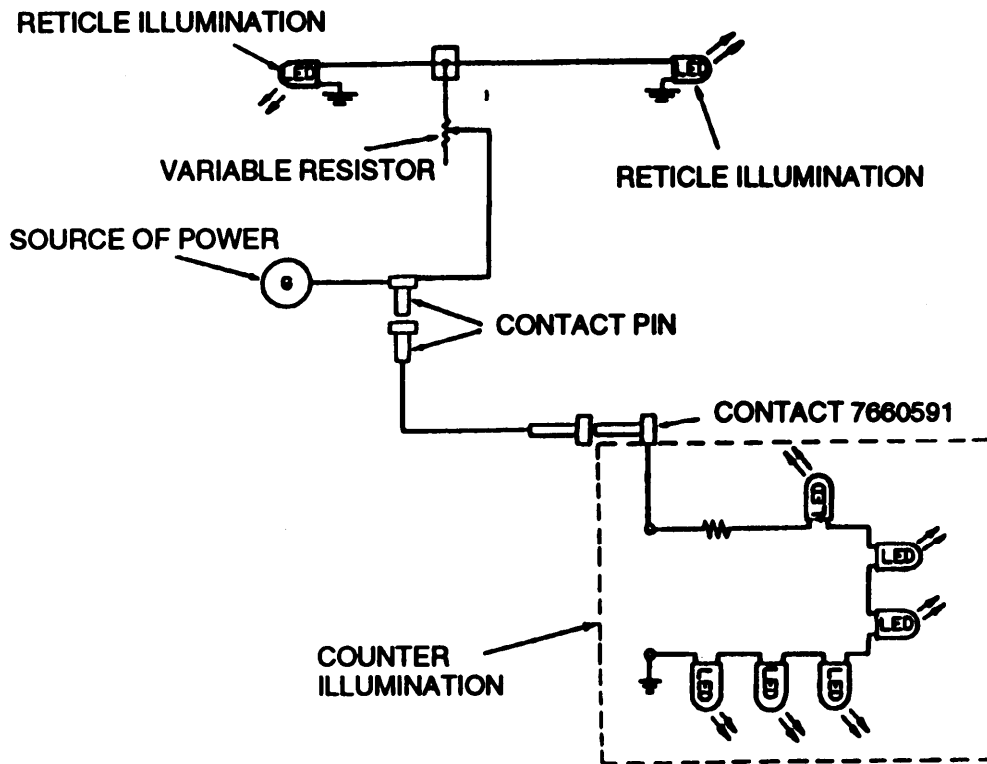 RETICLE ILLUMINATION
LED
LED
VARIABLE RESISTOR
RETICLE ILLUMINATION
SOURCE OF POWER
G
CONTACT PIN
CONTACT 7660591
LED
LED
LED
COUNTER
ILLUMINATION
LED
LED
LED